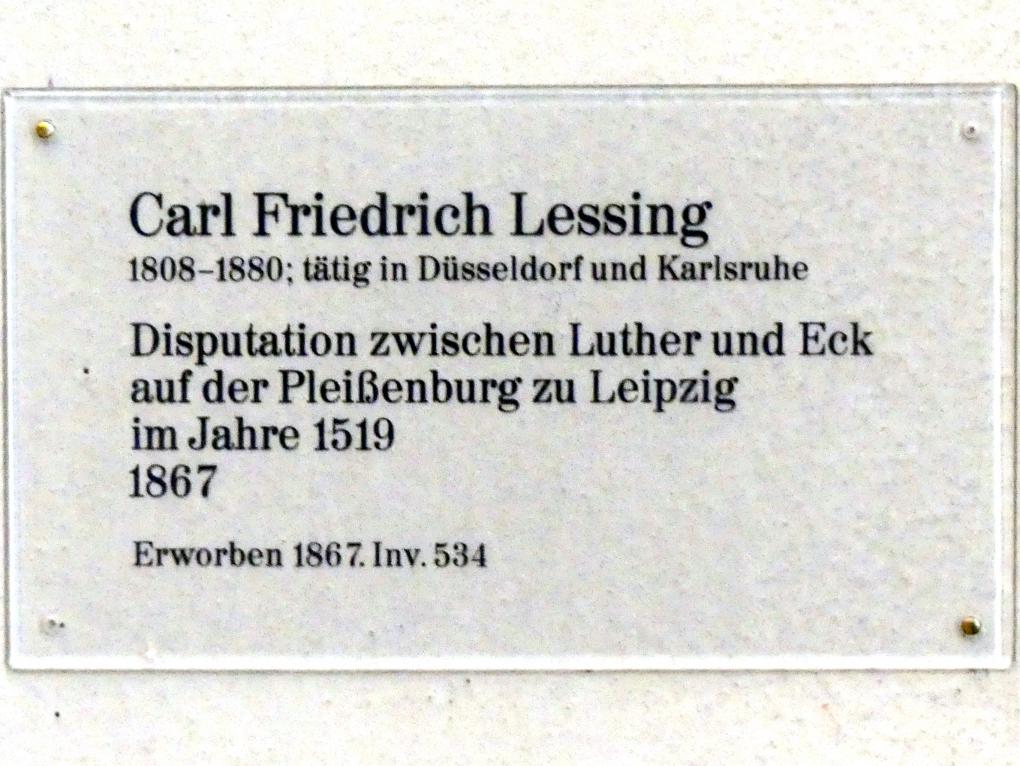 Carl Friedrich Lessing
1808–1880; tätig in Düsseldorf und Karlsruhe
Disputation zwischen Luther und Eck
auf der Pleißenburg zu Leipzig
im Jahre 1519
1867
Erworben 1867. Inv. 534